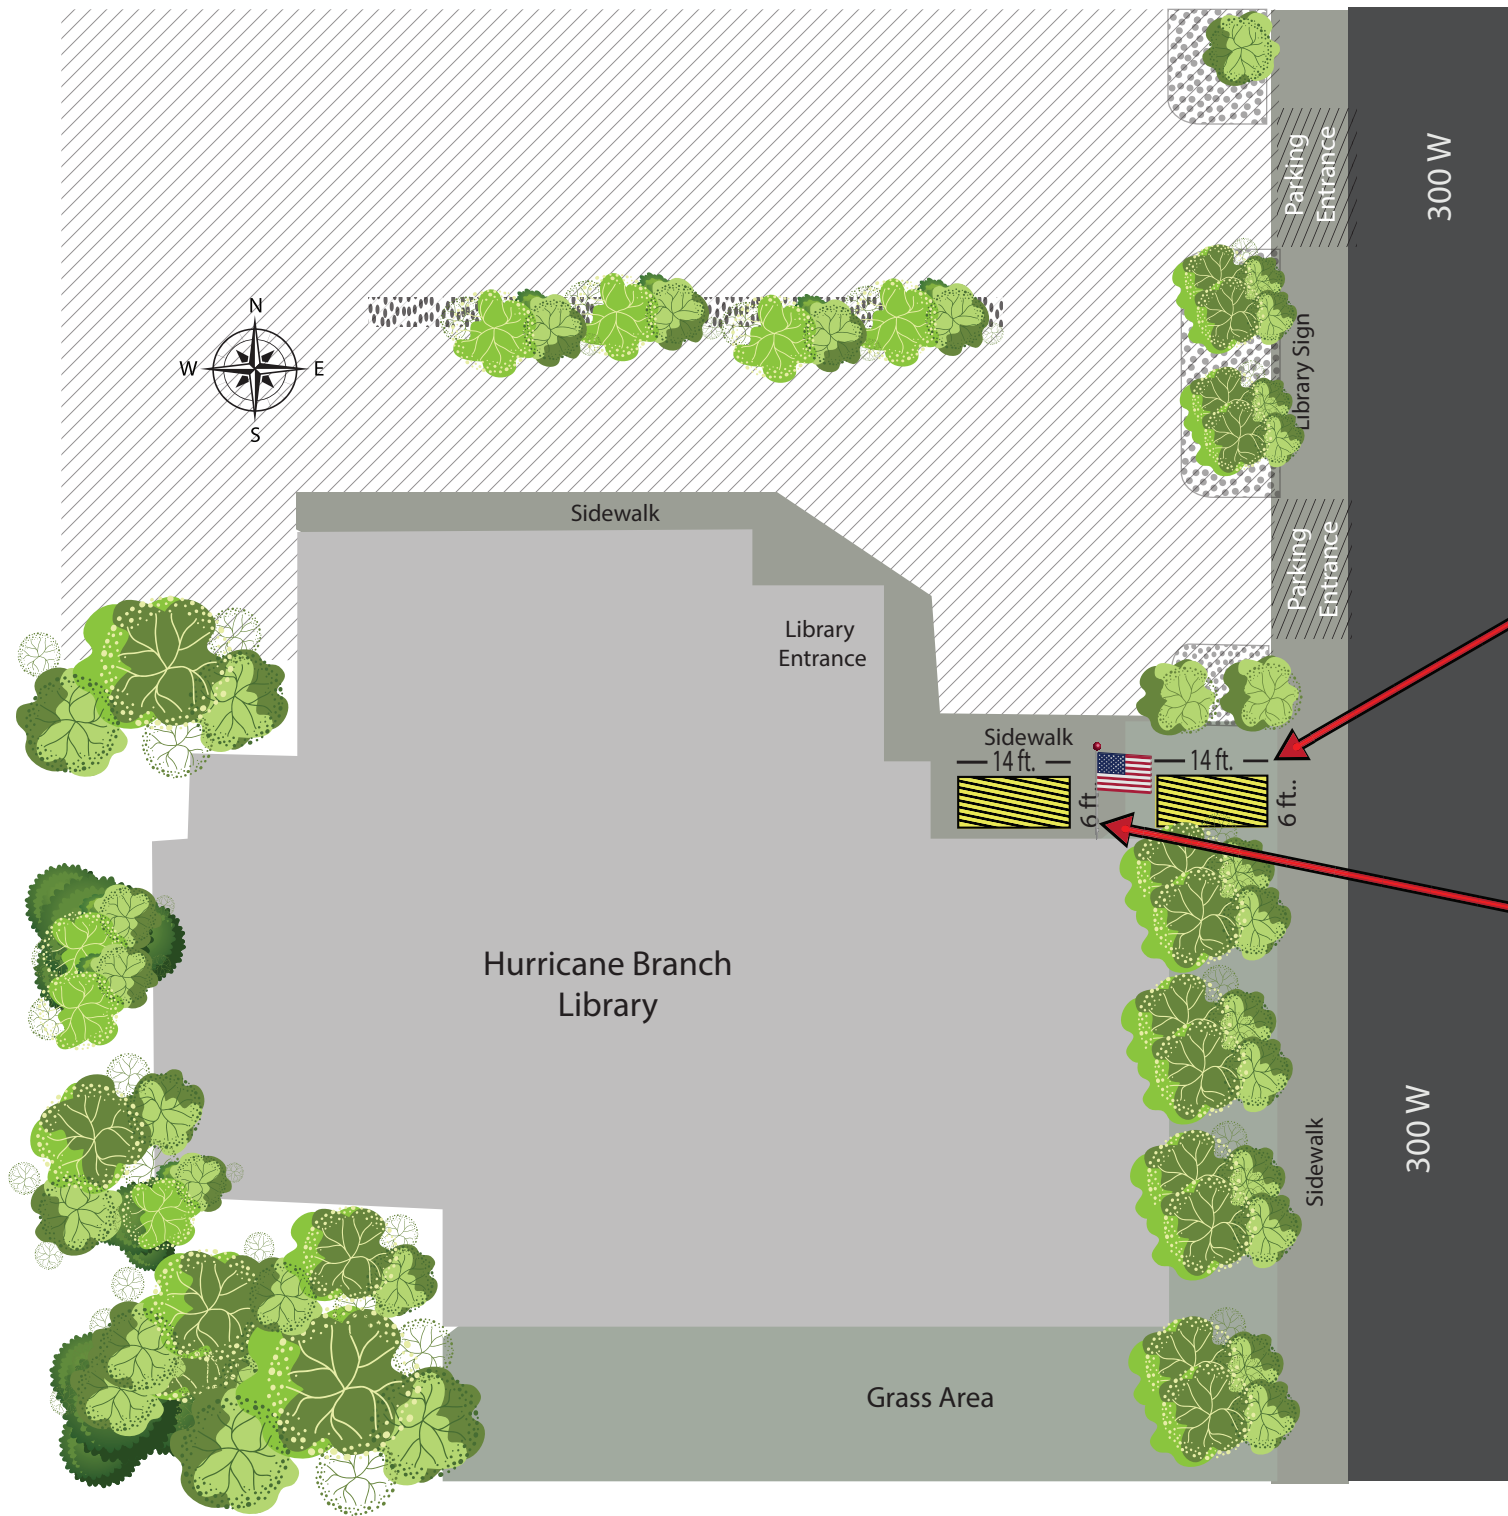 Parking
Entrance
300 W
N
W
E
S
Library Sign
Sidewalk
Parking
Entrance
Library
Entrance
Sidewalk
14 ft.
14 ft.
6 ft.
6 ft..
Hurricane Branch
Library
300 W
Sidewalk
Grass Area